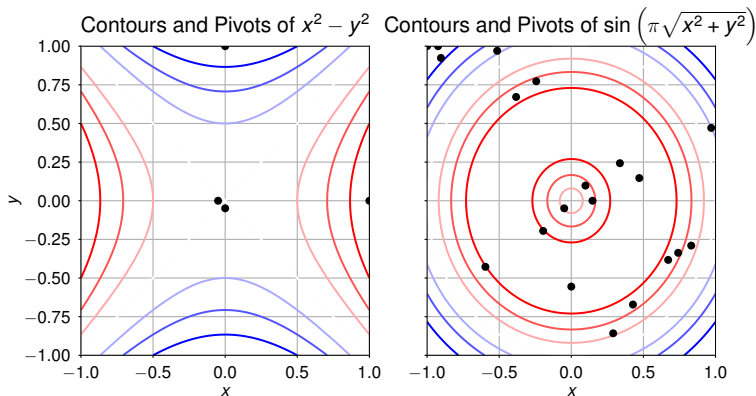 Contours and Pivots of x² − y²
Contours and Pivots of sin (π√x² + y²)
1.00
0.75
0.50
0.25
0.00
−0.25
−0.50
−0.75
−1.00
y
−1.0 −0.5 0.0 0.5 1.0
x
−1.0 −0.5 0.0 0.5 1.0
x